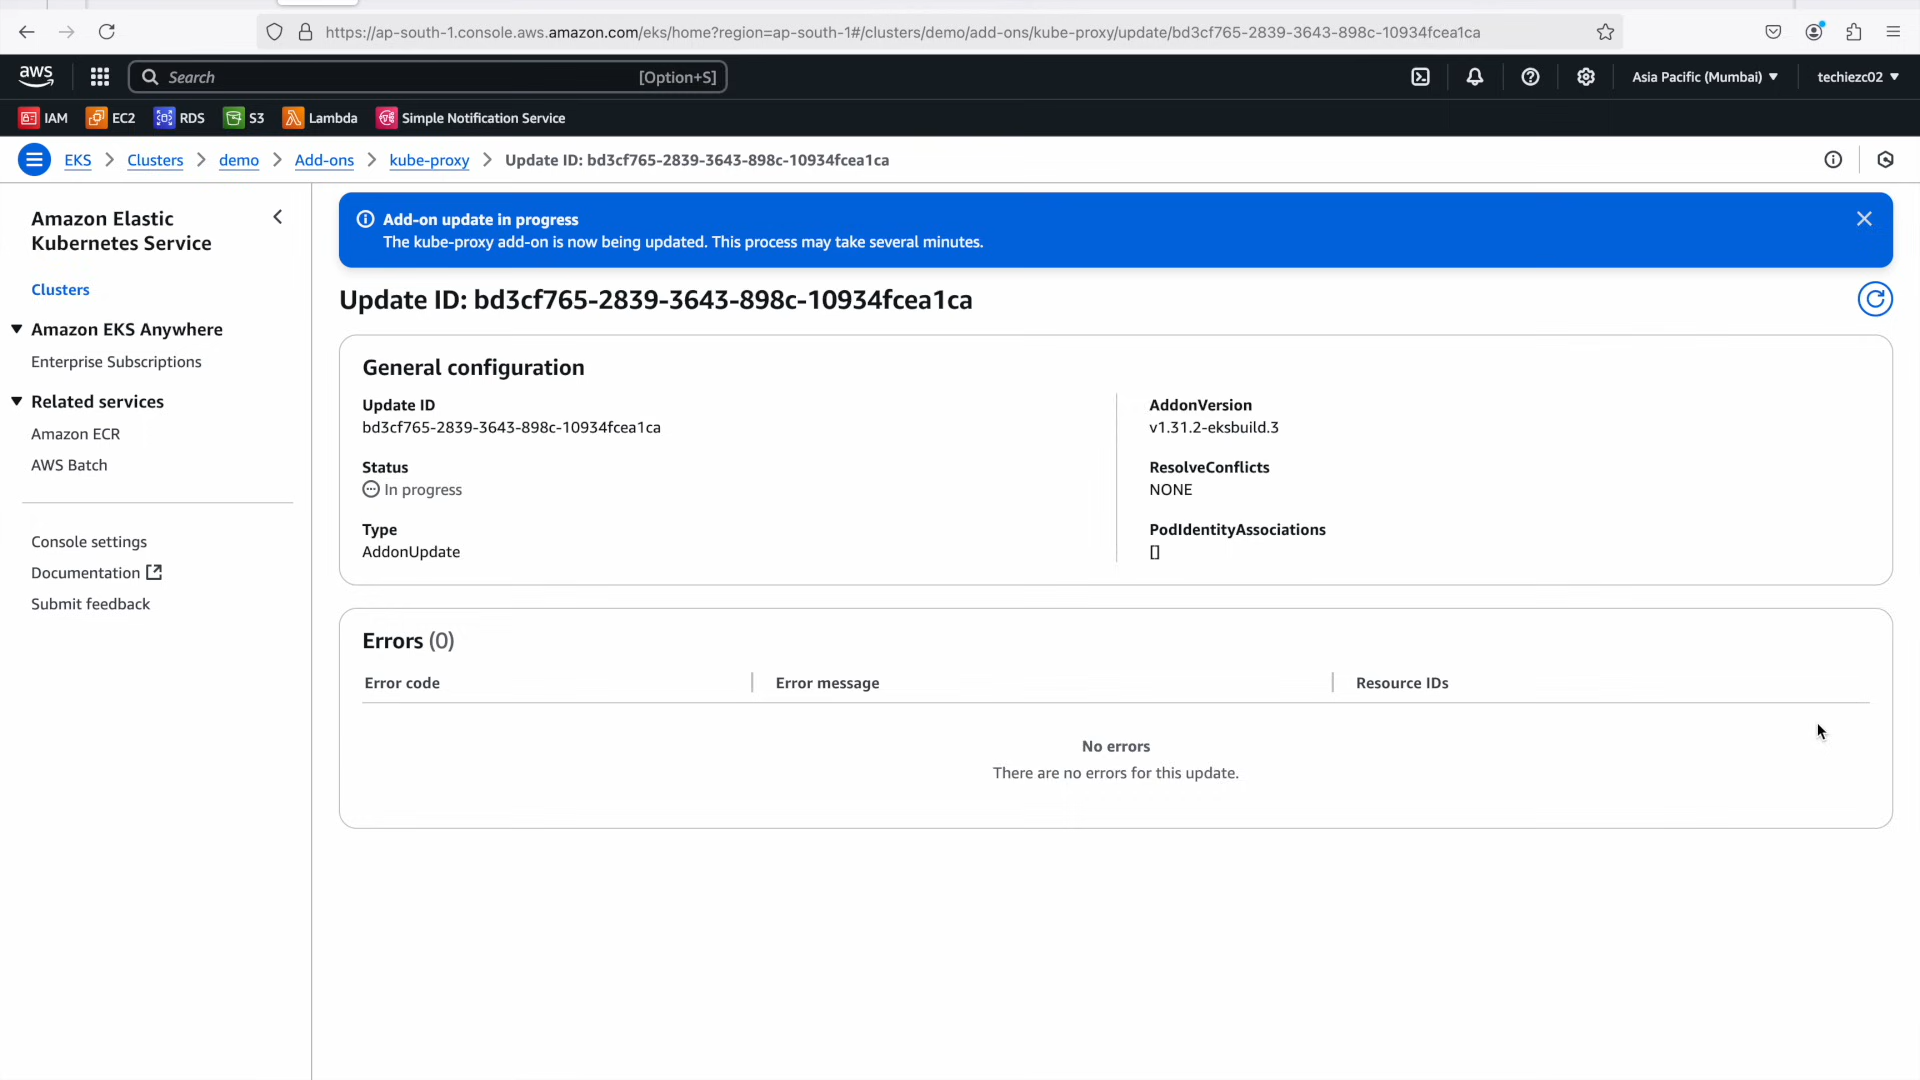 https://ap-south-1.console.aws.amazon.com/eks/home?region=ap-south-1#/clusters/demo/add-ons/kube-proxy/update/bd3cf765-2839-3643-898c-10934fcea1ca
aws
Search
[Option+S]
Asia Pacific (Mumbai)
techiezc02
IAM
EC2
RDS
S3
Lambda
Simple Notification Service
EKS
Clusters
demo
Add-ons
kube-proxy
Update ID: bd3cf765-2839-3643-898c-10934fcea1ca
Amazon Elastic
Kubernetes Service
Clusters
Amazon EKS Anywhere
Enterprise Subscriptions
Related services
Amazon ECR
AWS Batch
Console settings
Documentation
Submit feedback
Add-on update in progress
The kube-proxy add-on is now being updated. This process may take several minutes.
Update ID: bd3cf765-2839-3643-898c-10934fcea1ca
General configuration
Update ID
bd3cf765-2839-3643-898c-10934fcea1ca
Status
In progress
Type
AddonUpdate
AddonVersion
v1.31.2-eksbuild.3
ResolveConflicts
NONE
PodIdentityAssociations
[]
Errors (0)
Error code
Error message
Resource IDs
No errors
There are no errors for this update.